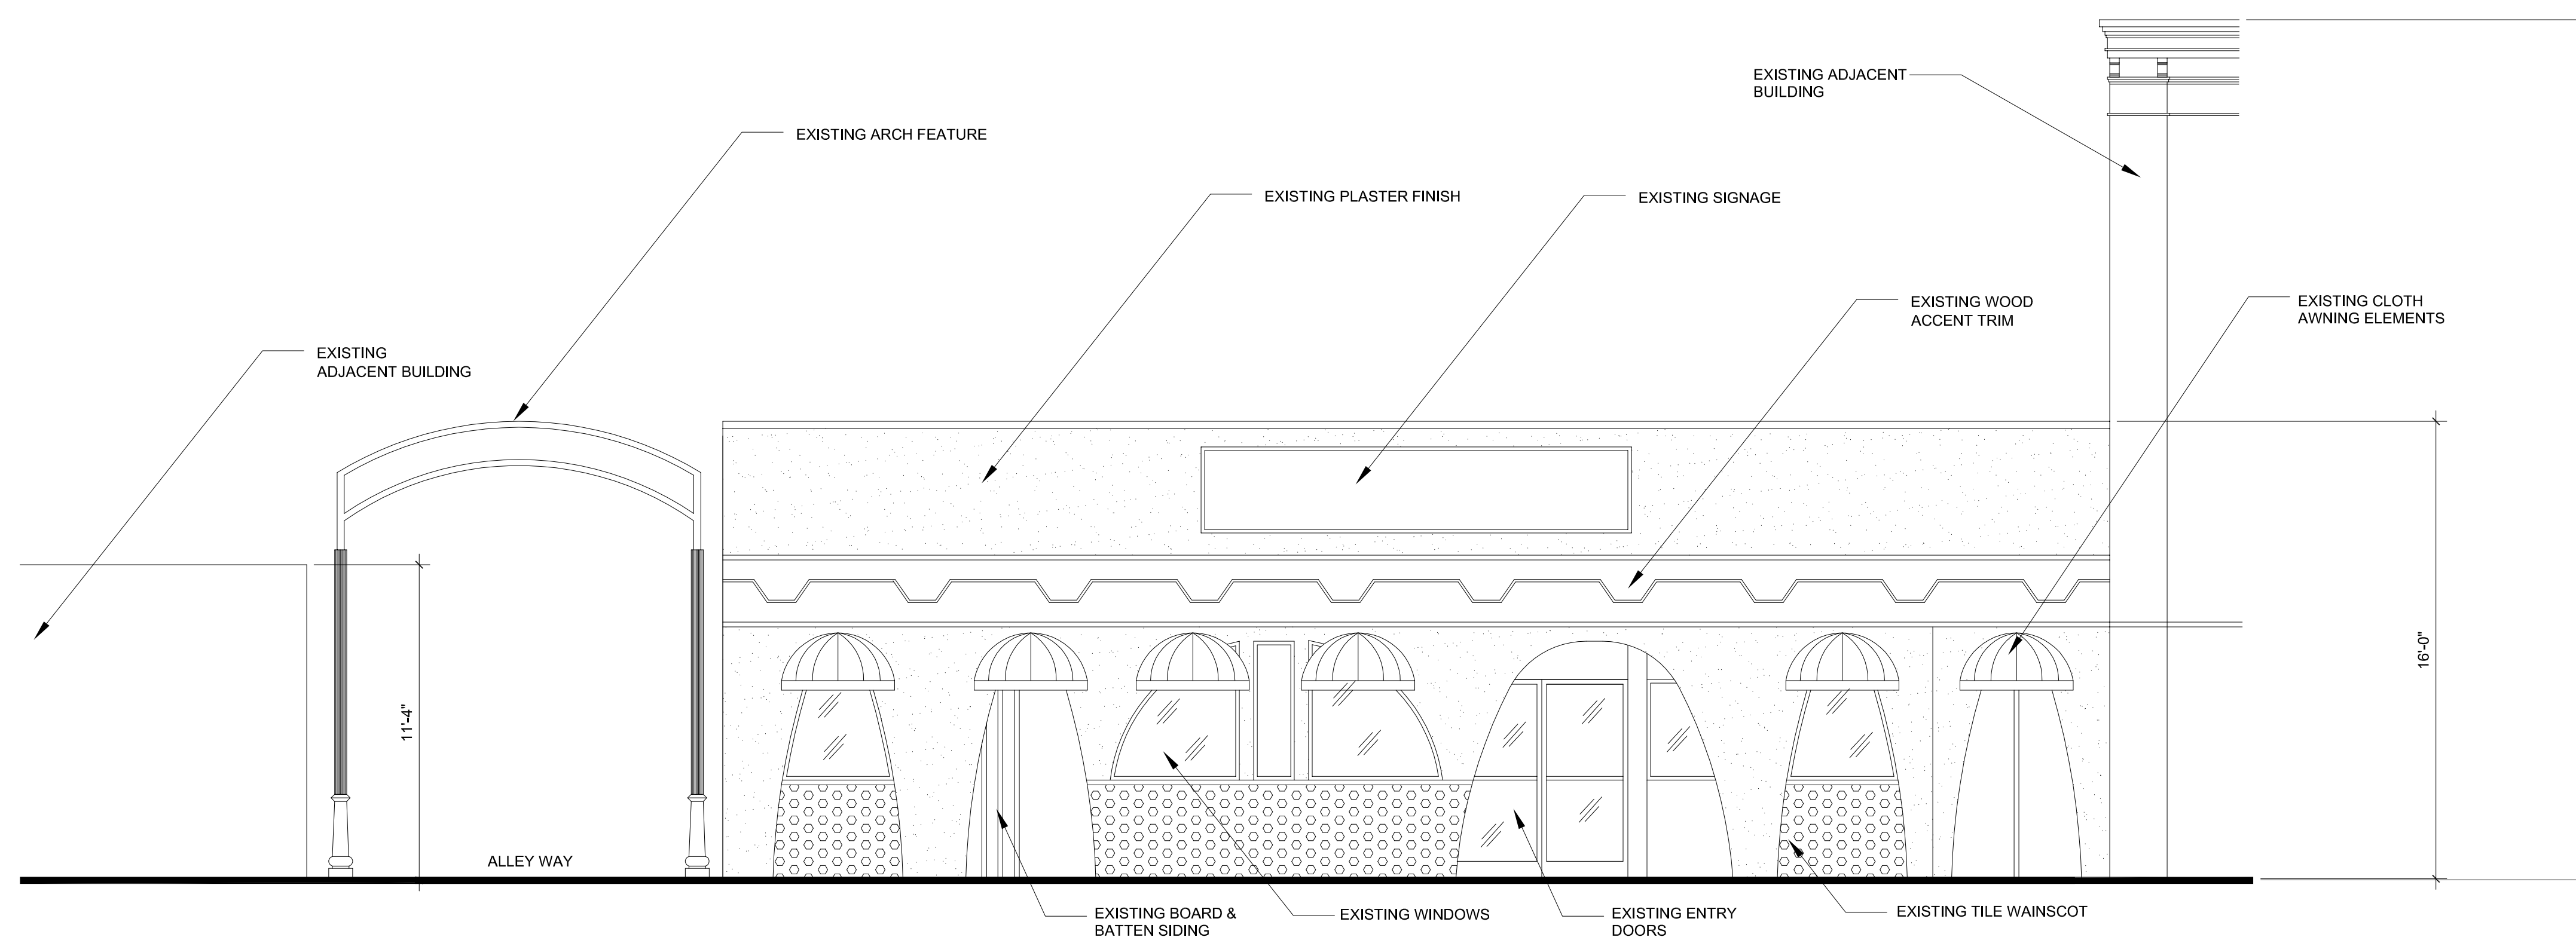 EXISTING ADJACENT
BUILDING
EXISTING ARCH FEATURE
EXISTING PLASTER FINISH
EXISTING SIGNAGE
EXISTING WOOD
ACCENT TRIM
EXISTING CLOTH
AWNING ELEMENTS
EXISTING
ADJACENT BUILDING
16'-0"
11'-4"
ALLEY WAY
EXISTING BOARD &
BATTEN SIDING
EXISTING WINDOWS
EXISTING ENTRY
DOORS
EXISTING TILE WAINSCOT